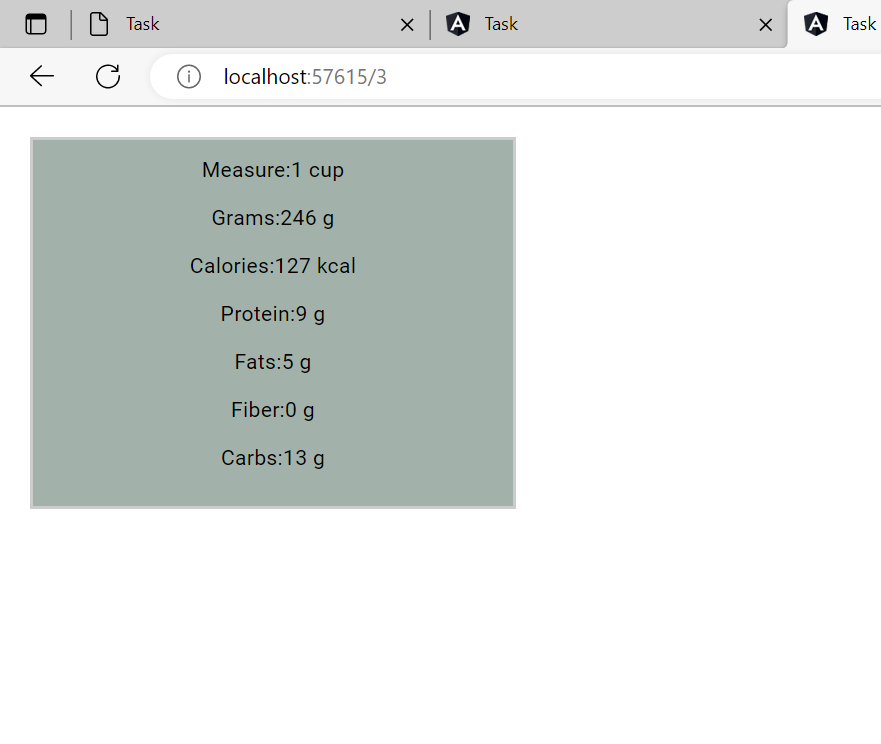 Task
Task
Task
localhost:57615/3
Measure:1 cup
Grams:246 g
Calories:127 kcal
Protein:9 g
Fats:5 g
Fiber:0 g
Carbs:13 g